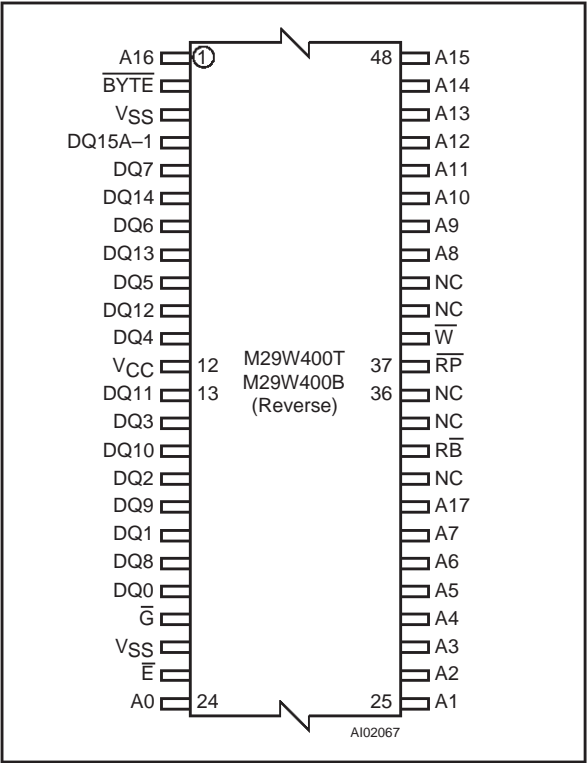 A16 1 48 A15
B̅Y̅T̅E̅ A14
VSS A13
DQ15A–1 A12
DQ7 A11
DQ14 A10
DQ6 A9
DQ13 A8
DQ5 NC
DQ12 NC
DQ4 W̅
VCC 12 M29W400T 37 R̅P̅
DQ11 13 M29W400B 36 NC
(Reverse)
DQ3 NC
DQ10 RB̅
DQ2 NC
DQ9 A17
DQ1 A7
DQ8 A6
DQ0 A5
G̅ A4
VSS A3
E̅ A2
A0 24 25 A1
AI02067